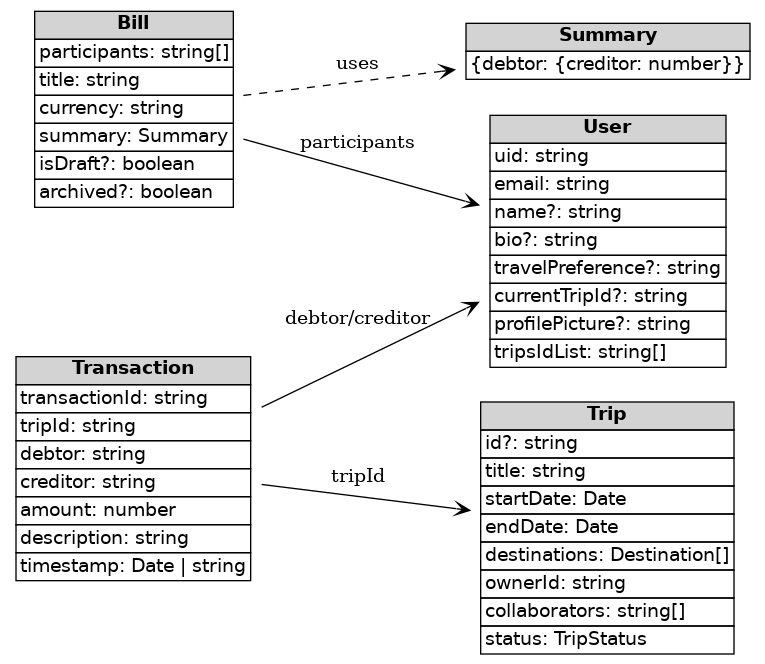 Bill
participants: string[]
title: string
currency: string
summary: Summary
isDraft?: boolean
archived?: boolean
uses
participants
Summary
{debtor: {creditor: number}}
User
uid: string
email: string
name?: string
bio?: string
travelPreference?: string
currentTripId?: string
profilePicture?: string
tripsIdList: string[]
debtor/creditor
Transaction
transactionId: string
tripId: string
debtor: string
creditor: string
amount: number
description: string
timestamp: Date | string
tripId
Trip
id?: string
title: string
startDate: Date
endDate: Date
destinations: Destination[]
ownerId: string
collaborators: string[]
status: TripStatus